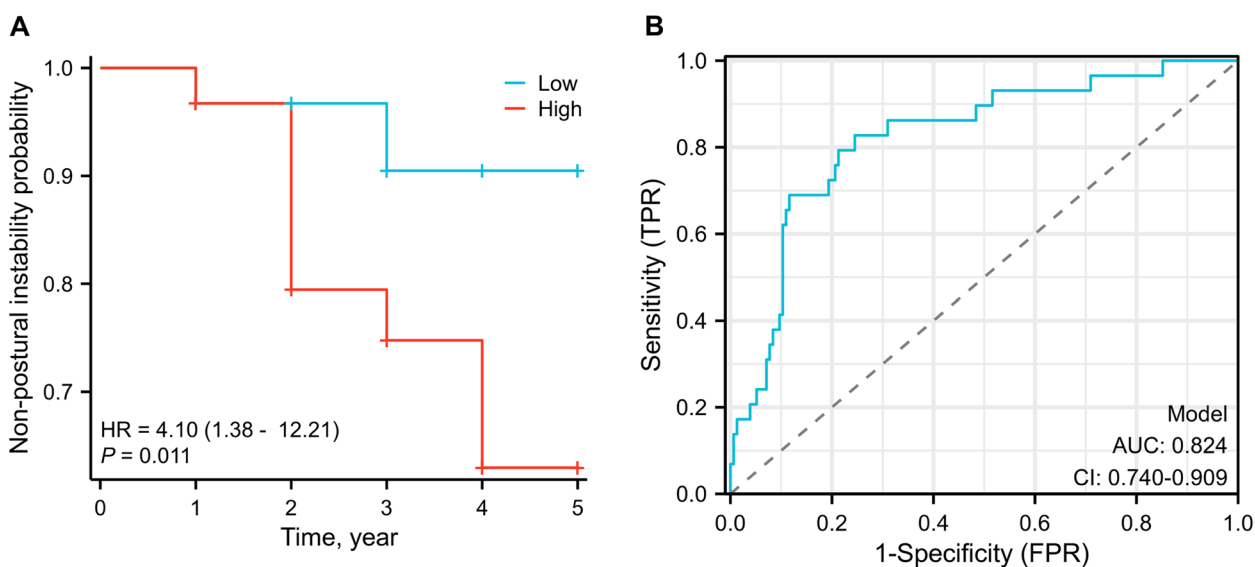 A
Non-postural instability probability
1.0
0.9
0.8
0.7
Low
High
HR = 4.10 (1.38 - 12.21)
P = 0.011
0 1 2 3 4 5
Time, year
B
Sensitivity (TPR)
1.0
0.8
0.6
0.4
0.2
0.0
Model
AUC: 0.824
CI: 0.740-0.909
0.0 0.2 0.4 0.6 0.8 1.0
1-Specificity (FPR)